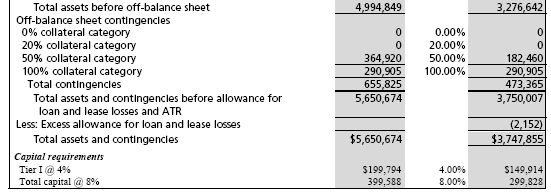 Total assets before off-balance sheet 4,994,849 3,276,642
Off-balance sheet contingencies
0% collateral category 0 0.00% 0
20% collateral category 0 20.00% 0
50% collateral category 364,920 50.00% 182,460
100% collateral category 290,905 100.00% 290,905
Total contingencies 655,825 473,365
Total assets and contingencies before allowance for 5,650,674 3,750,007
loan and lease losses and ATR
Less: Excess allowance for loan and lease losses (2,152)
Total assets and contingencies $5,650,674 $3,747,855
Capital requirements
Tier I @ 4% $199,794 4.00% $149,914
Total capital @ 8% 399,588 8.00% 299,828